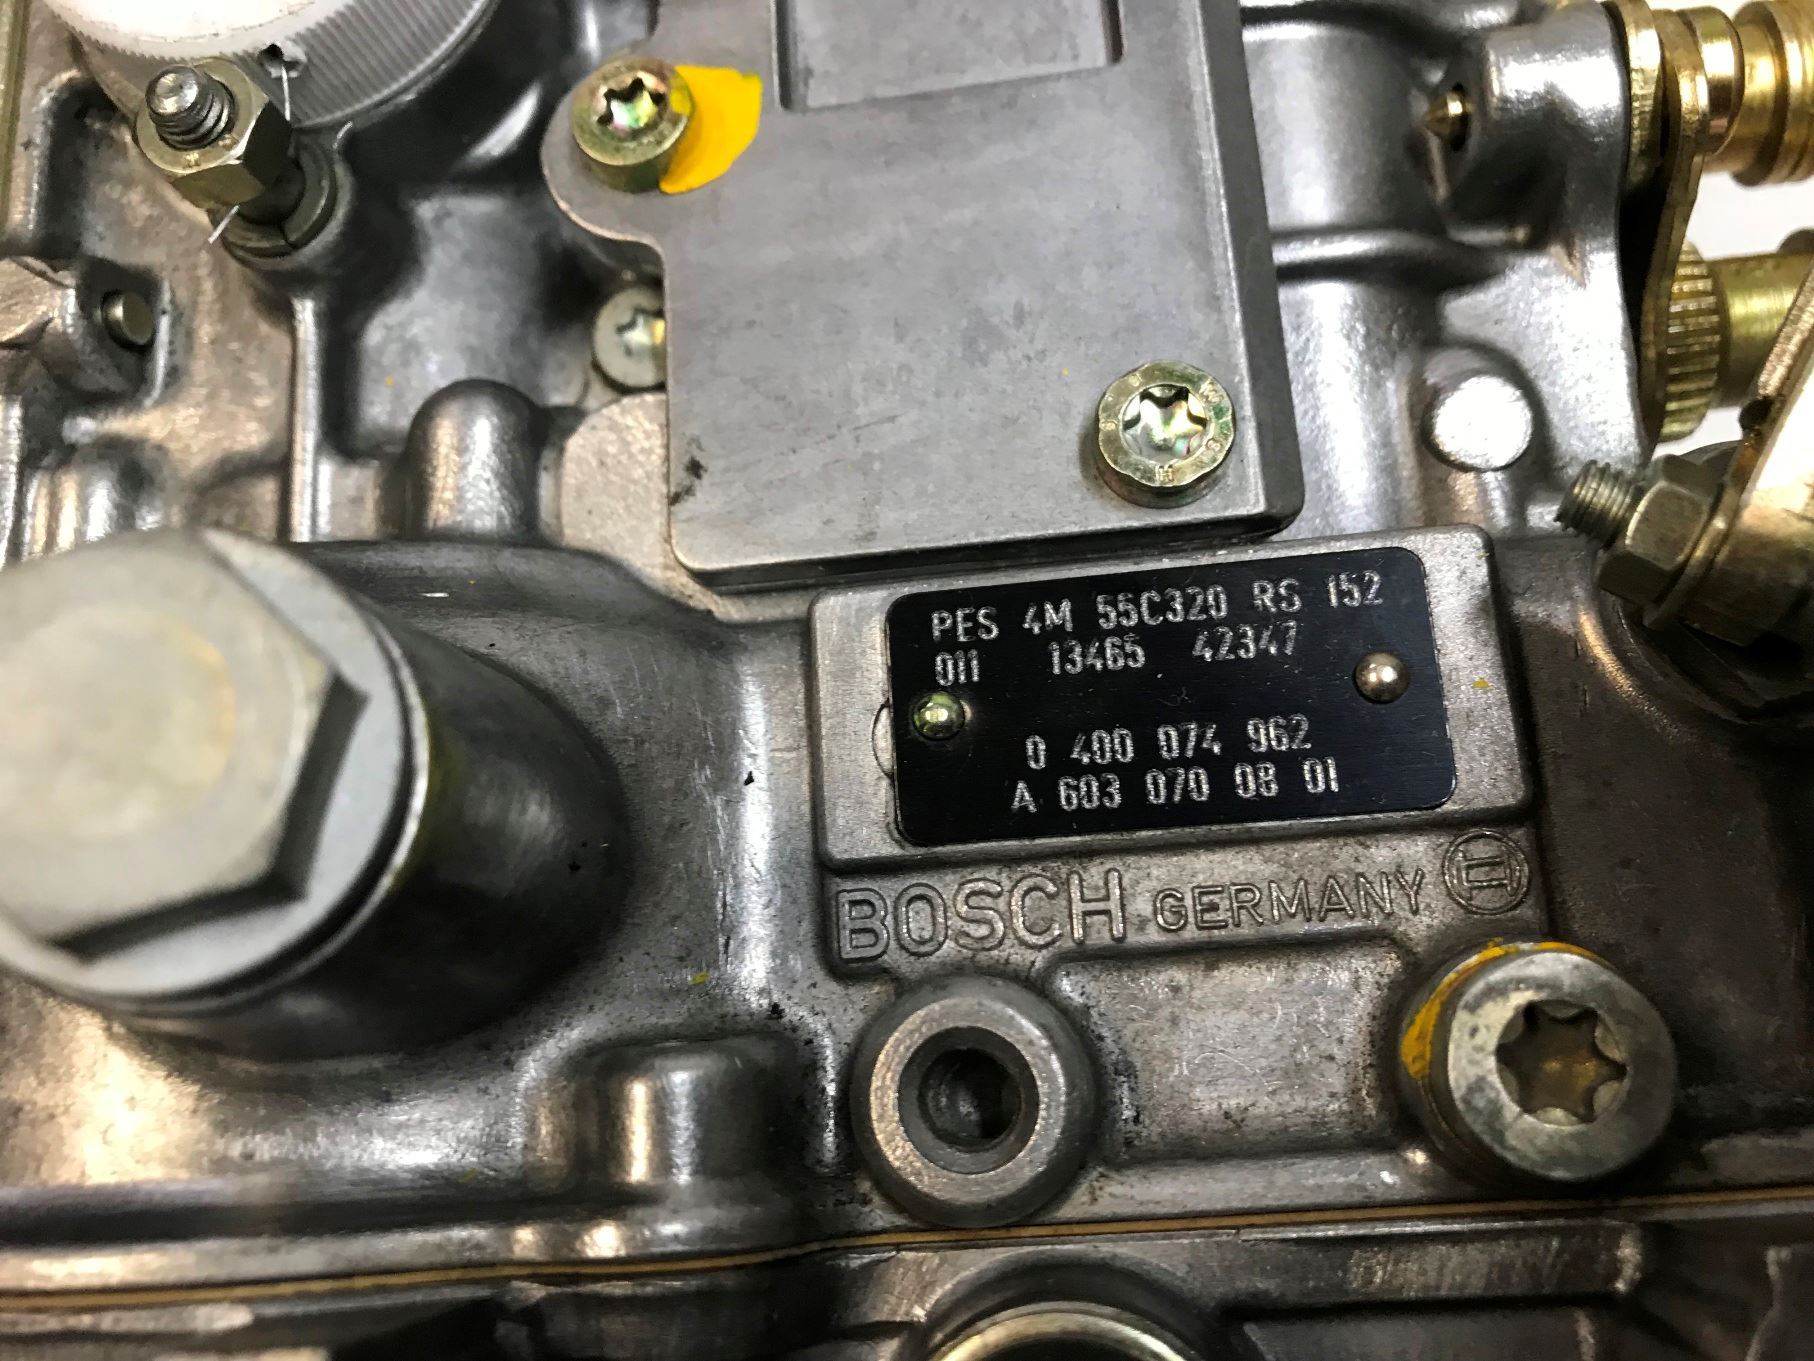 PES 4M 55C320 RS 152
011 13465 42347
0 400 074 962
A 603 070 08 01
BOSCH GERMANY